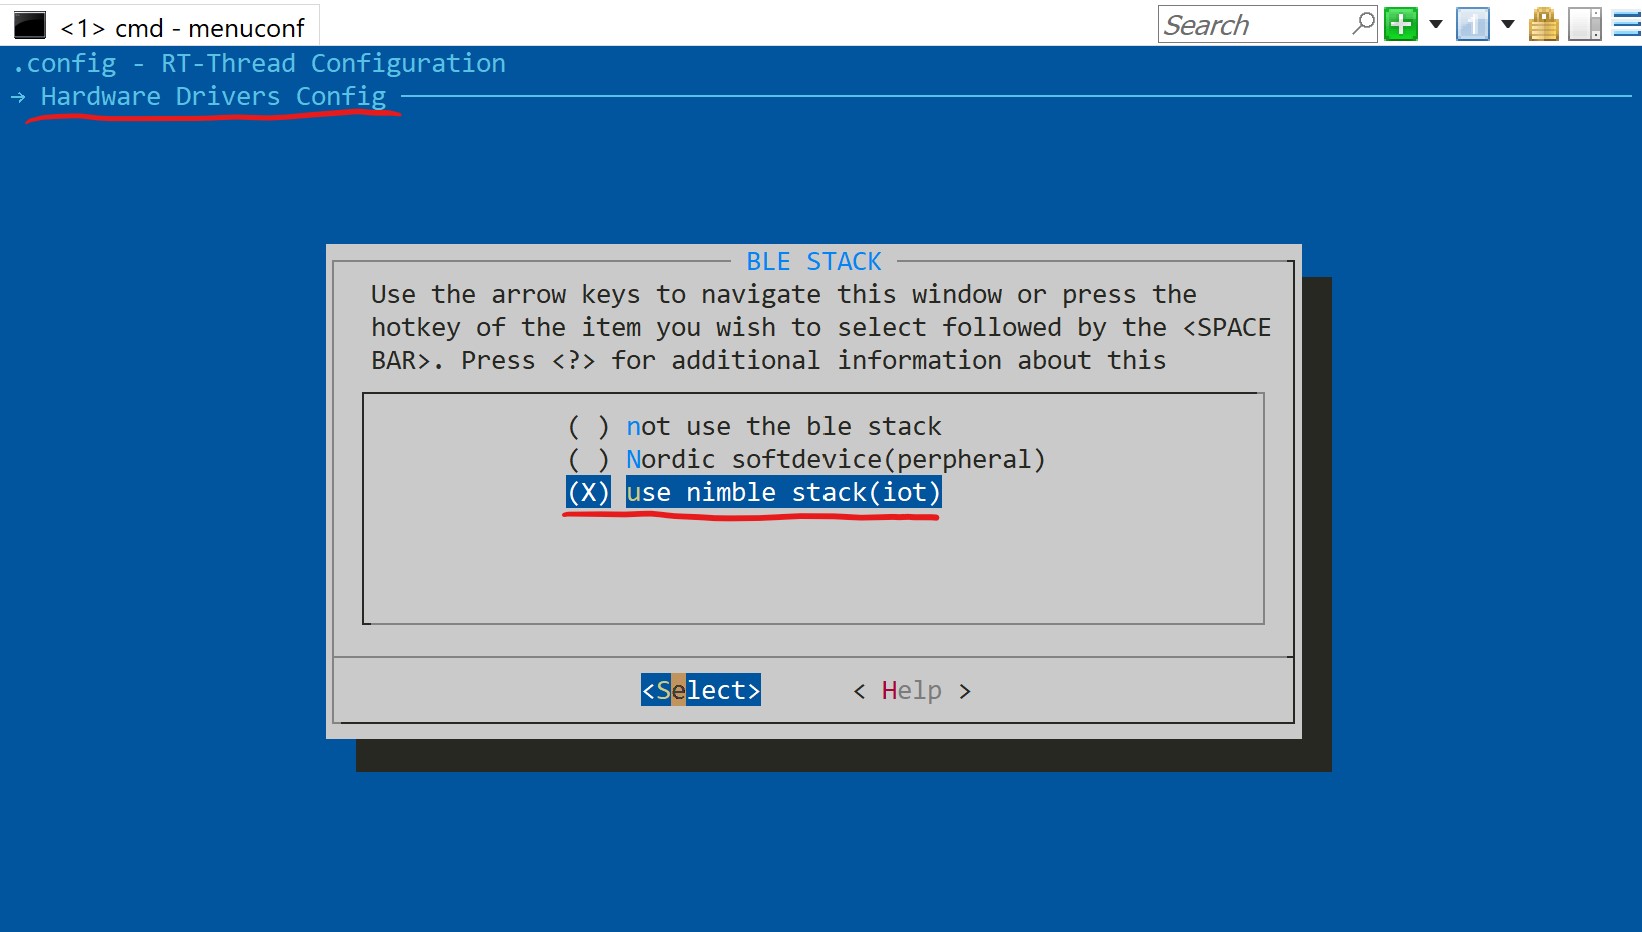 <1> cmd - menuconf
Search
1
.config - RT-Thread Configuration
→ Hardware Drivers Config
BLE STACK
Use the arrow keys to navigate this window or press the
hotkey of the item you wish to select followed by the <SPACE
BAR>. Press <?> for additional information about this
( ) not use the ble stack
( ) Nordic softdevice(perpheral)
(X) use nimble stack(iot)
<Select> < Help >